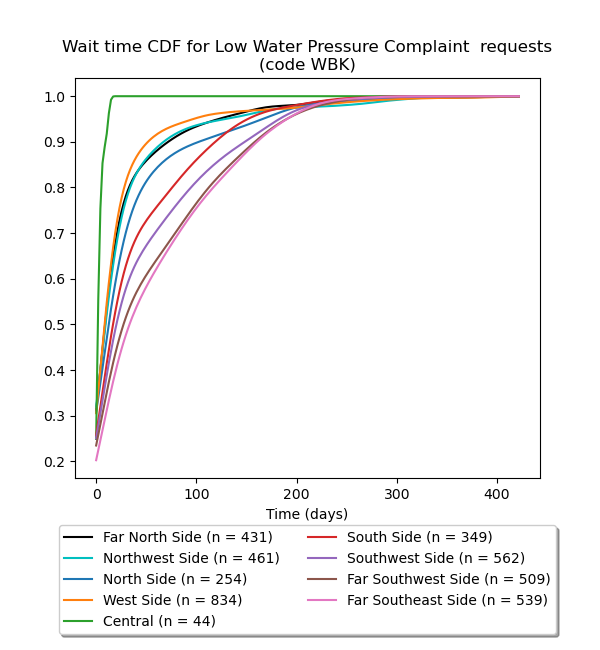 Wait time CDF for Low Water Pressure Complaint  requests
(code WBK)
1.0
0.9
0.8
0.7
0.6
0.5
0.4
0.3
0.2
0 100 200 300 400
Time (days)
Far North Side (n = 431)
Northwest Side (n = 461)
North Side (n = 254)
West Side (n = 834)
Central (n = 44)
South Side (n = 349)
Southwest Side (n = 562)
Far Southwest Side (n = 509)
Far Southeast Side (n = 539)